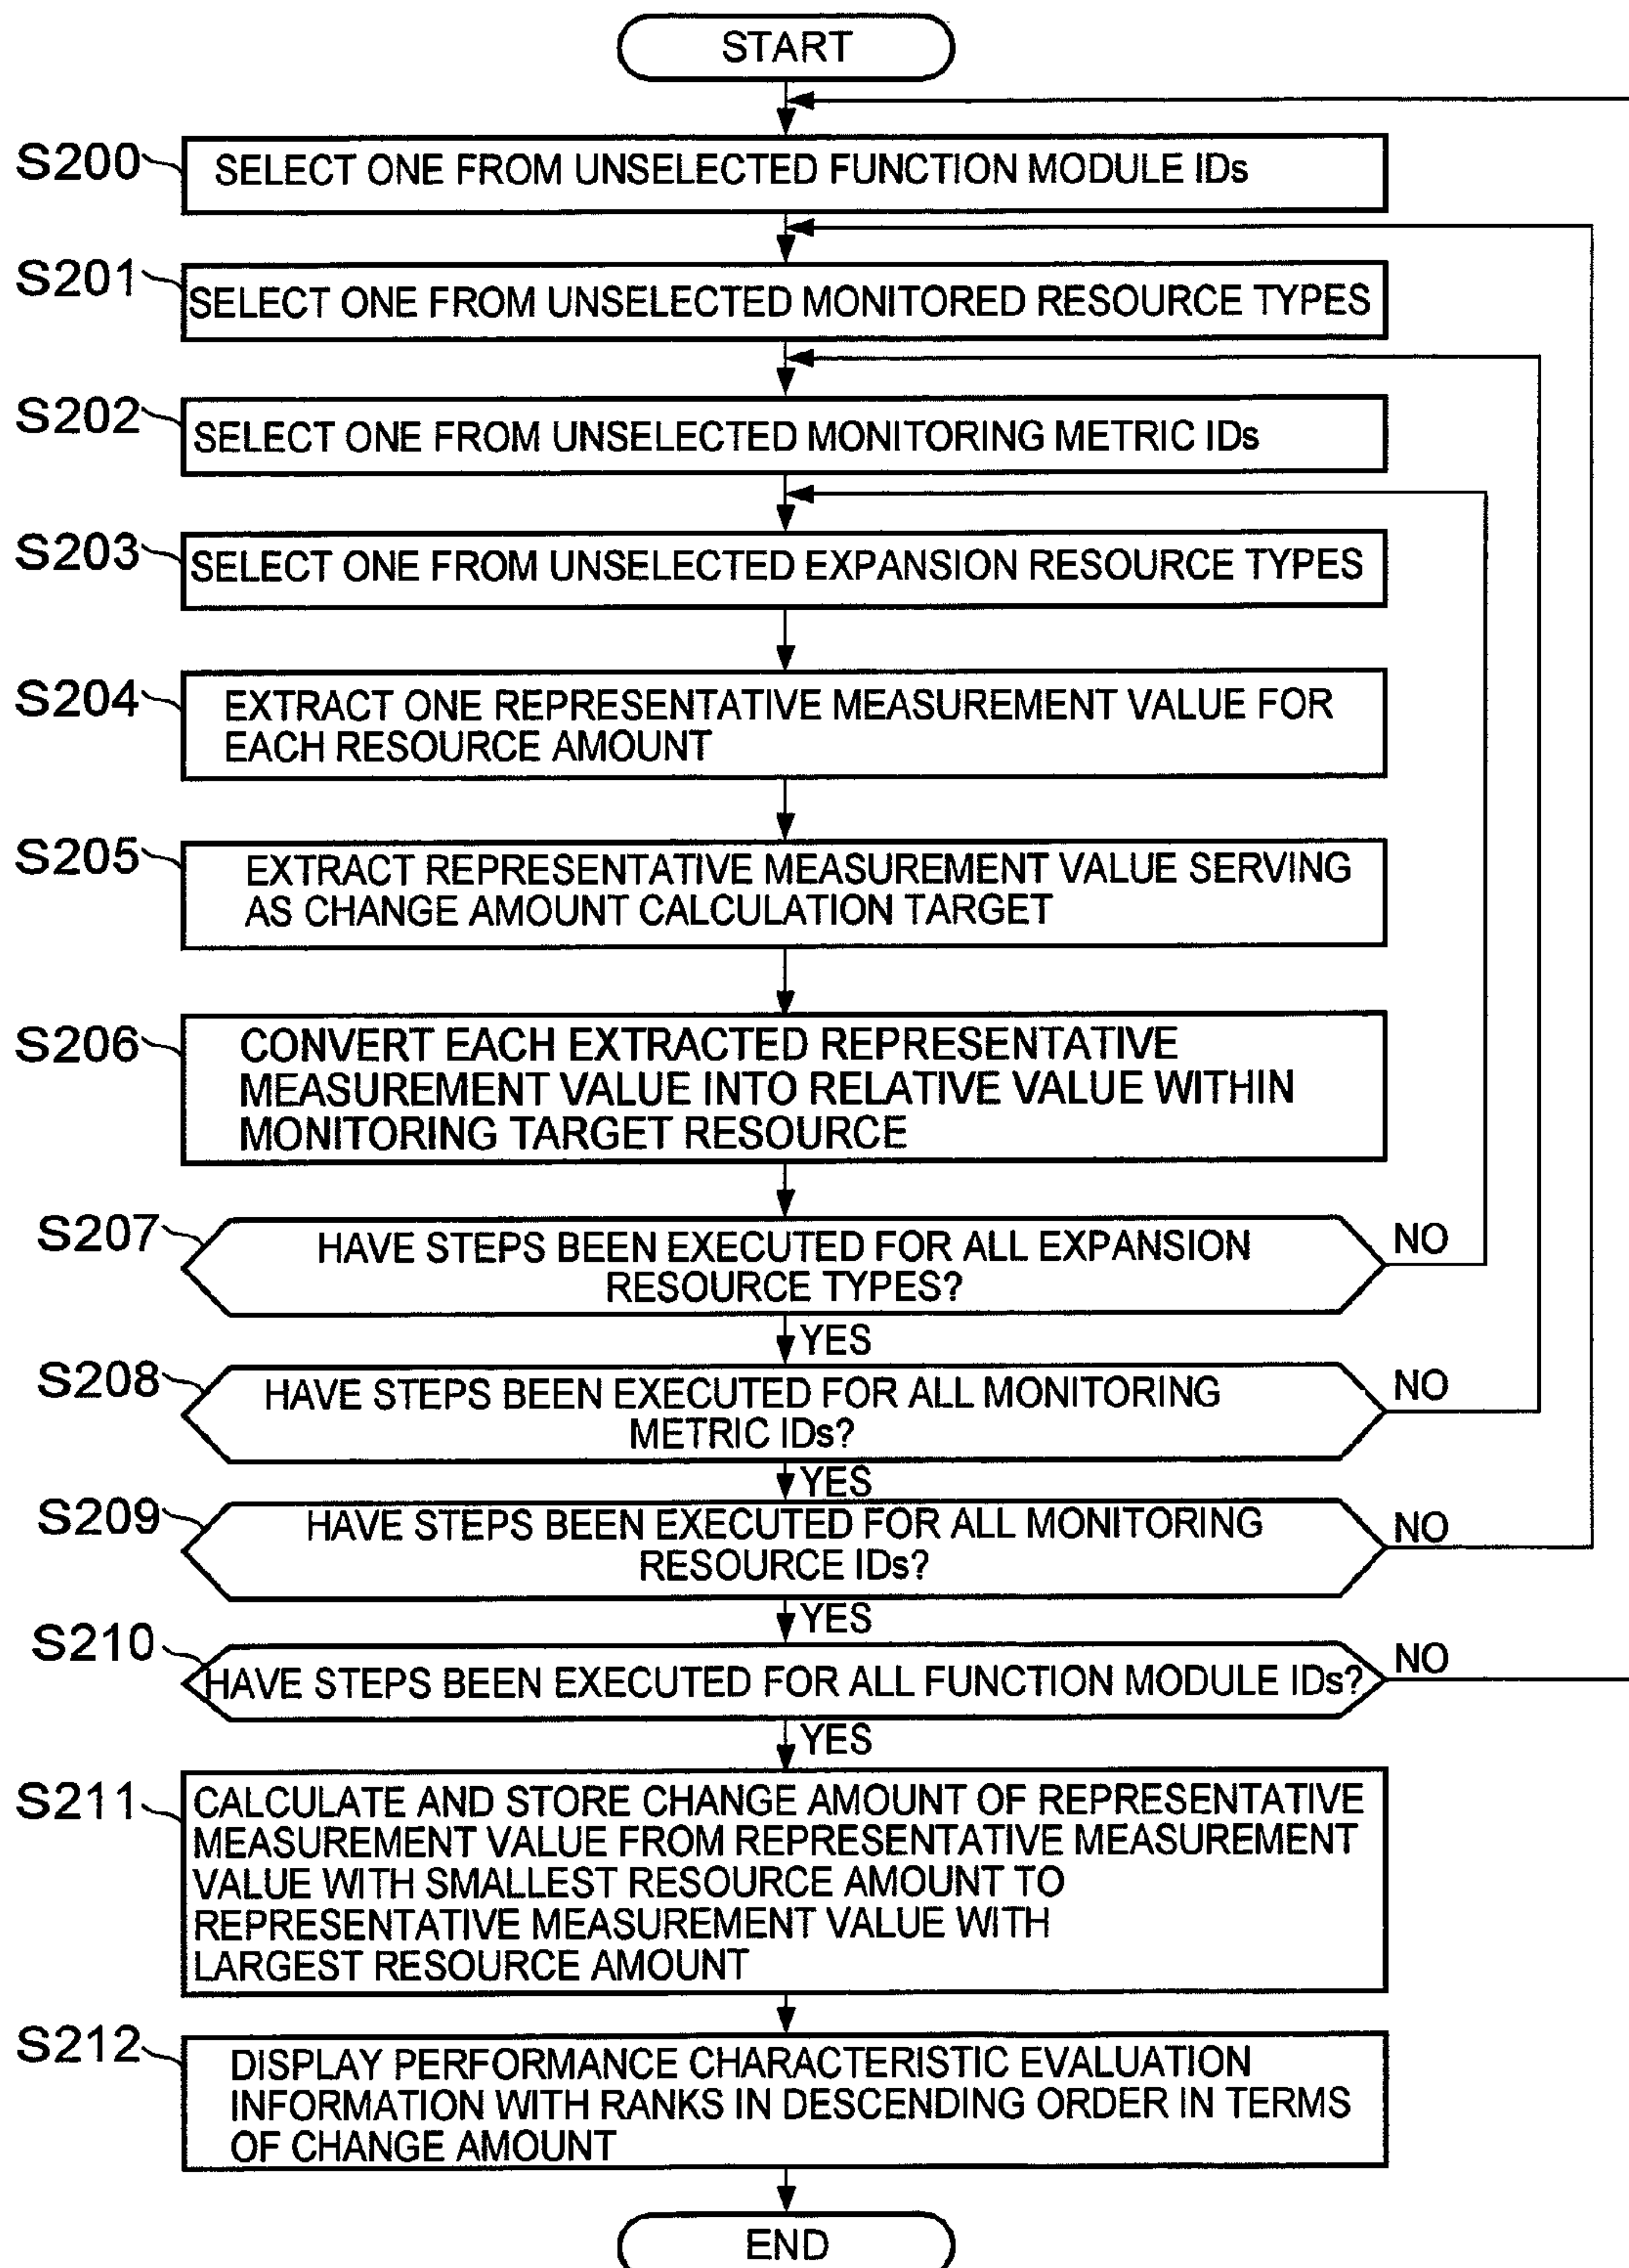 START
S200
SELECT ONE FROM UNSELECTED FUNCTION MODULE IDs
S201
SELECT ONE FROM UNSELECTED MONITORED RESOURCE TYPES
S202
SELECT ONE FROM UNSELECTED MONITORING METRIC IDs
S203
SELECT ONE FROM UNSELECTED EXPANSION RESOURCE TYPES
S204
EXTRACT ONE REPRESENTATIVE MEASUREMENT VALUE FOR
EACH RESOURCE AMOUNT
S205
EXTRACT REPRESENTATIVE MEASUREMENT VALUE SERVING
AS CHANGE AMOUNT CALCULATION TARGET
S206
CONVERT EACH EXTRACTED REPRESENTATIVE
MEASUREMENT VALUE INTO RELATIVE VALUE WITHIN
MONITORING TARGET RESOURCE
S207
HAVE STEPS BEEN EXECUTED FOR ALL EXPANSION
RESOURCE TYPES?
NO
YES
S208
HAVE STEPS BEEN EXECUTED FOR ALL MONITORING
METRIC IDs?
NO
YES
S209
HAVE STEPS BEEN EXECUTED FOR ALL MONITORING
RESOURCE IDs?
NO
YES
S210
HAVE STEPS BEEN EXECUTED FOR ALL FUNCTION MODULE IDs?
NO
YES
S211
CALCULATE AND STORE CHANGE AMOUNT OF REPRESENTATIVE
MEASUREMENT VALUE FROM REPRESENTATIVE MEASUREMENT
VALUE WITH SMALLEST RESOURCE AMOUNT TO
REPRESENTATIVE MEASUREMENT VALUE WITH
LARGEST RESOURCE AMOUNT
S212
DISPLAY PERFORMANCE CHARACTERISTIC EVALUATION
INFORMATION WITH RANKS IN DESCENDING ORDER IN TERMS
OF CHANGE AMOUNT
END